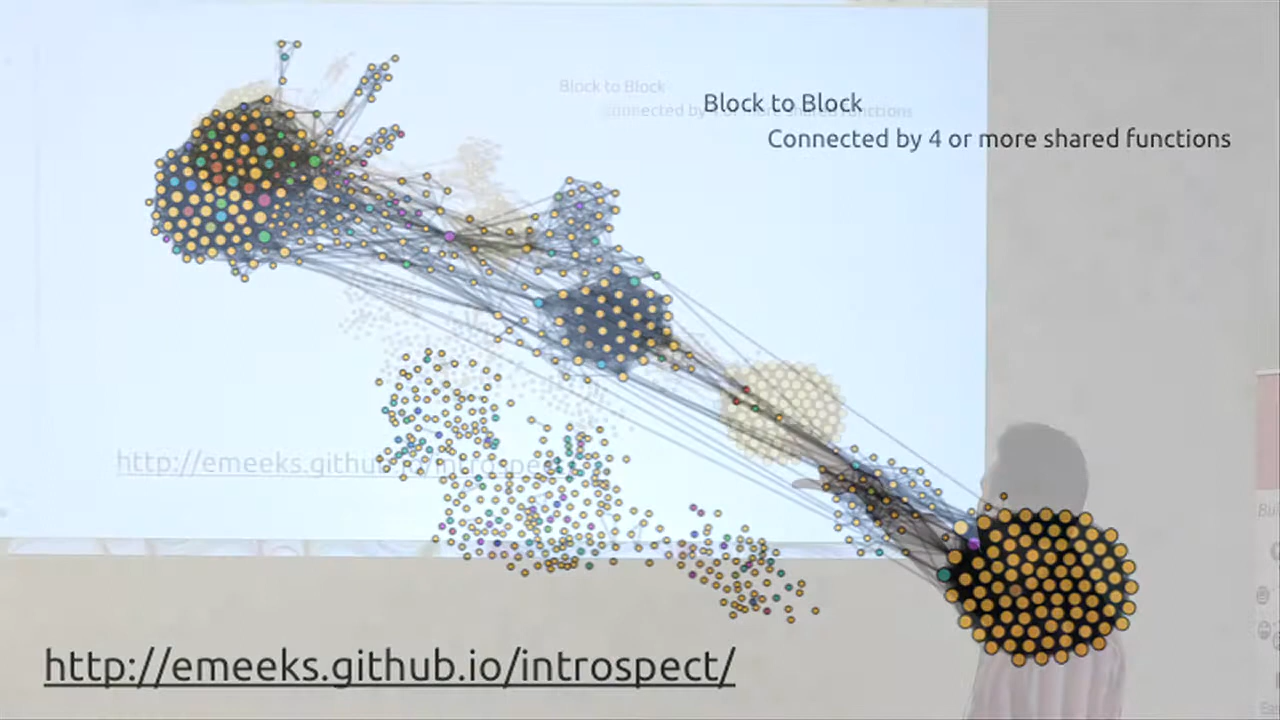 Block to Block
connected by 4 or more shared functions
Block to Block
Connected by 4 or more shared functions
http://emeeks.github.io/introspect
http://emeeks.github.io/introspect/